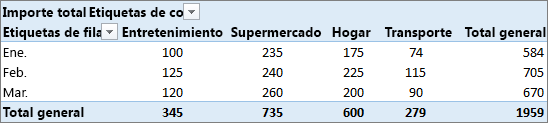 Importe total Etiquetas de co
Etiquetas de fila Entretenimiento Supermercado Hogar Transporte Total general
Ene. 100 235 175 74 584
Feb. 125 240 225 115 705
Mar. 120 260 200 90 670
Total general 345 735 600 279 1959